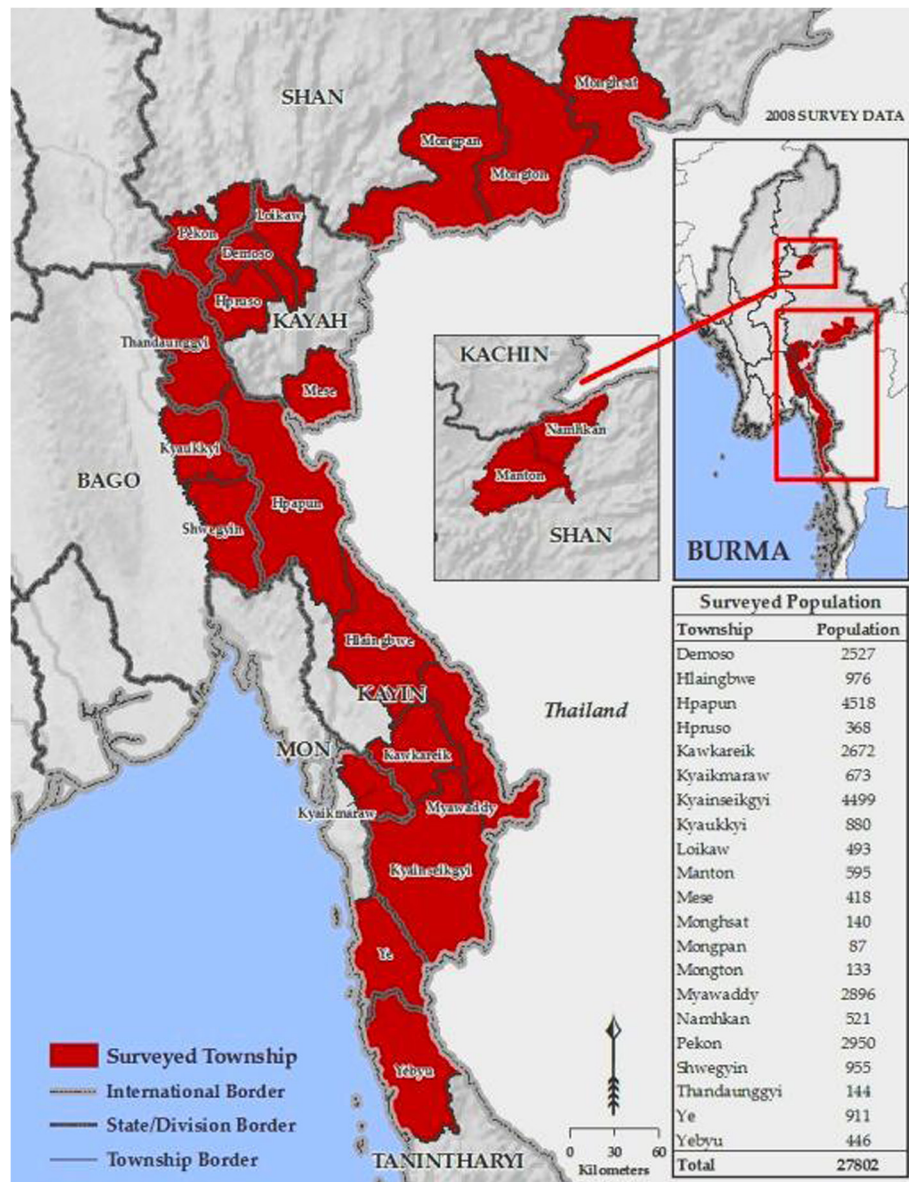 SHAN
Monghsat
2008 SURVEY DATA
Mongpan
Mongton
Loikaw
Pekon
Demoso
Hpruso
KAYAH
Thandaunggyi
KACHIN
Mese
Namhkan
Kyaukkyi
Manton
BAGO
Hpapun
Shwegyin
SHAN
BURMA
Surveyed Population
Township Population
Demoso 2527
Hlaingbwe 976
Hpapun 4518
Hpruso 368
Kawkareik 2672
Kyaikmaraw 673
Kyainseikgyi 4499
Kyaukkyi 880
Loikaw 493
Manton 595
Mese 418
Monghsat 140
Mongpan 87
Mongton 133
Myawaddy 2896
Namhkan 521
Pekon 2950
Shwegyin 955
Thandaunggyi 144
Ye 911
Yebyu 446
Total 27802
Hlaingbwe
KAYIN
Thailand
MON
Kawkareik
Kyaikmaraw
Myawaddy
Kyainseikgyi
Ye
Yebyu
Surveyed Township
International Border
State/Division Border
Township Border
TANINTHARYI
0 30 60
Kilometers